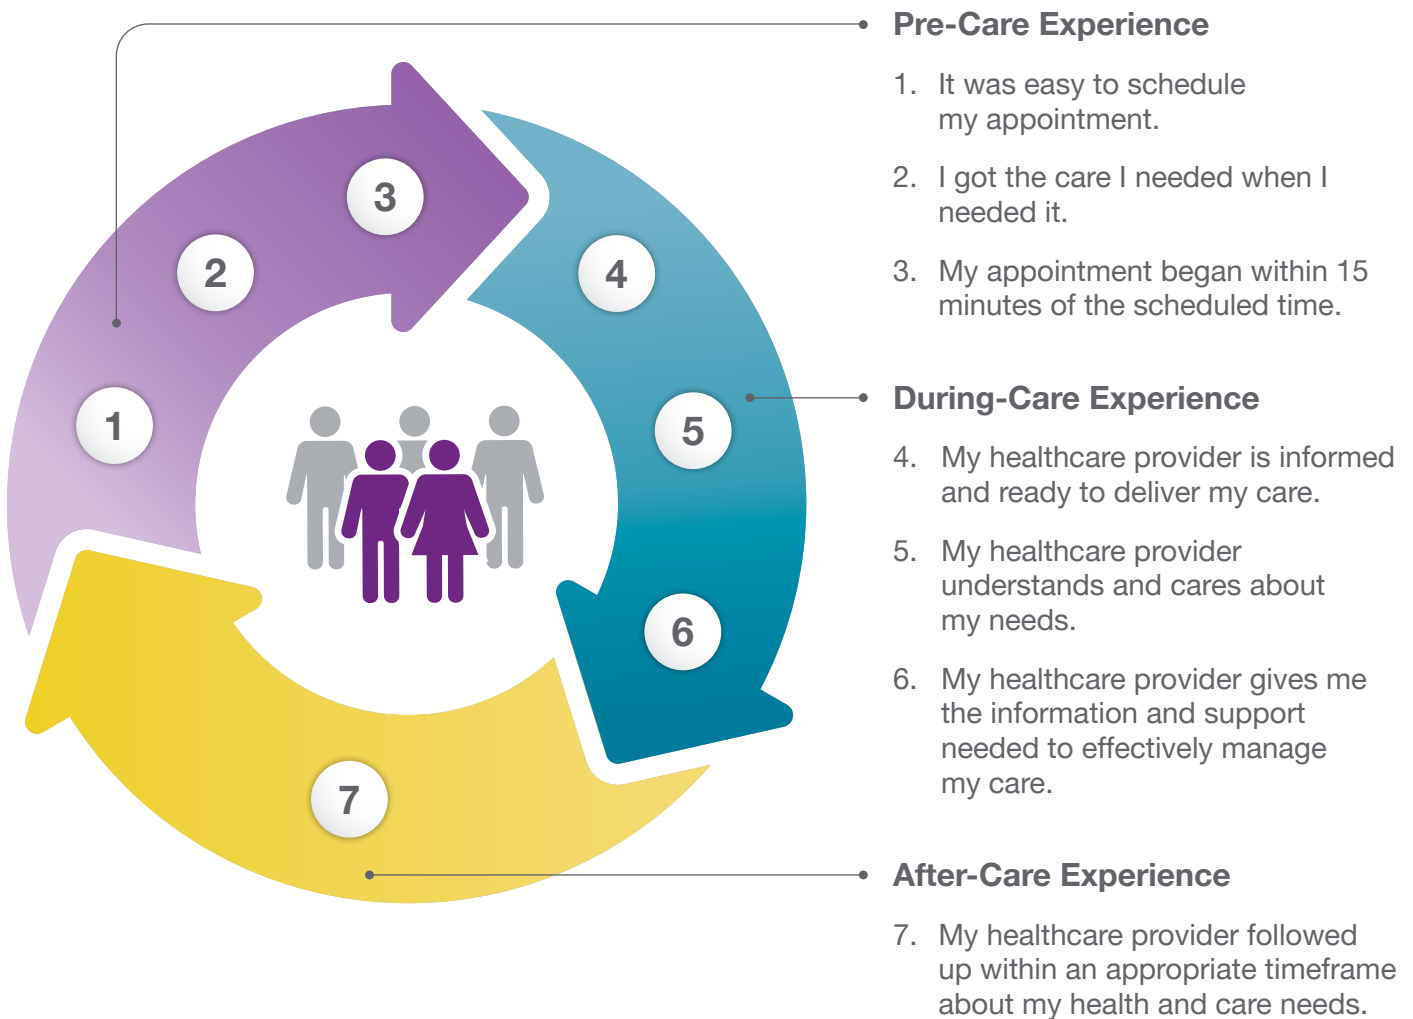 Pre-Care Experience
1. It was easy to schedule
my appointment.
2. I got the care I needed when I
needed it.
3. My appointment began within 15
minutes of the scheduled time.
During-Care Experience
4. My healthcare provider is informed
and ready to deliver my care.
5. My healthcare provider
understands and cares about
my needs.
6. My healthcare provider gives me
the information and support
needed to effectively manage
my care.
After-Care Experience
7. My healthcare provider followed
up within an appropriate timeframe
about my health and care needs.
1
2
3
4
5
6
7